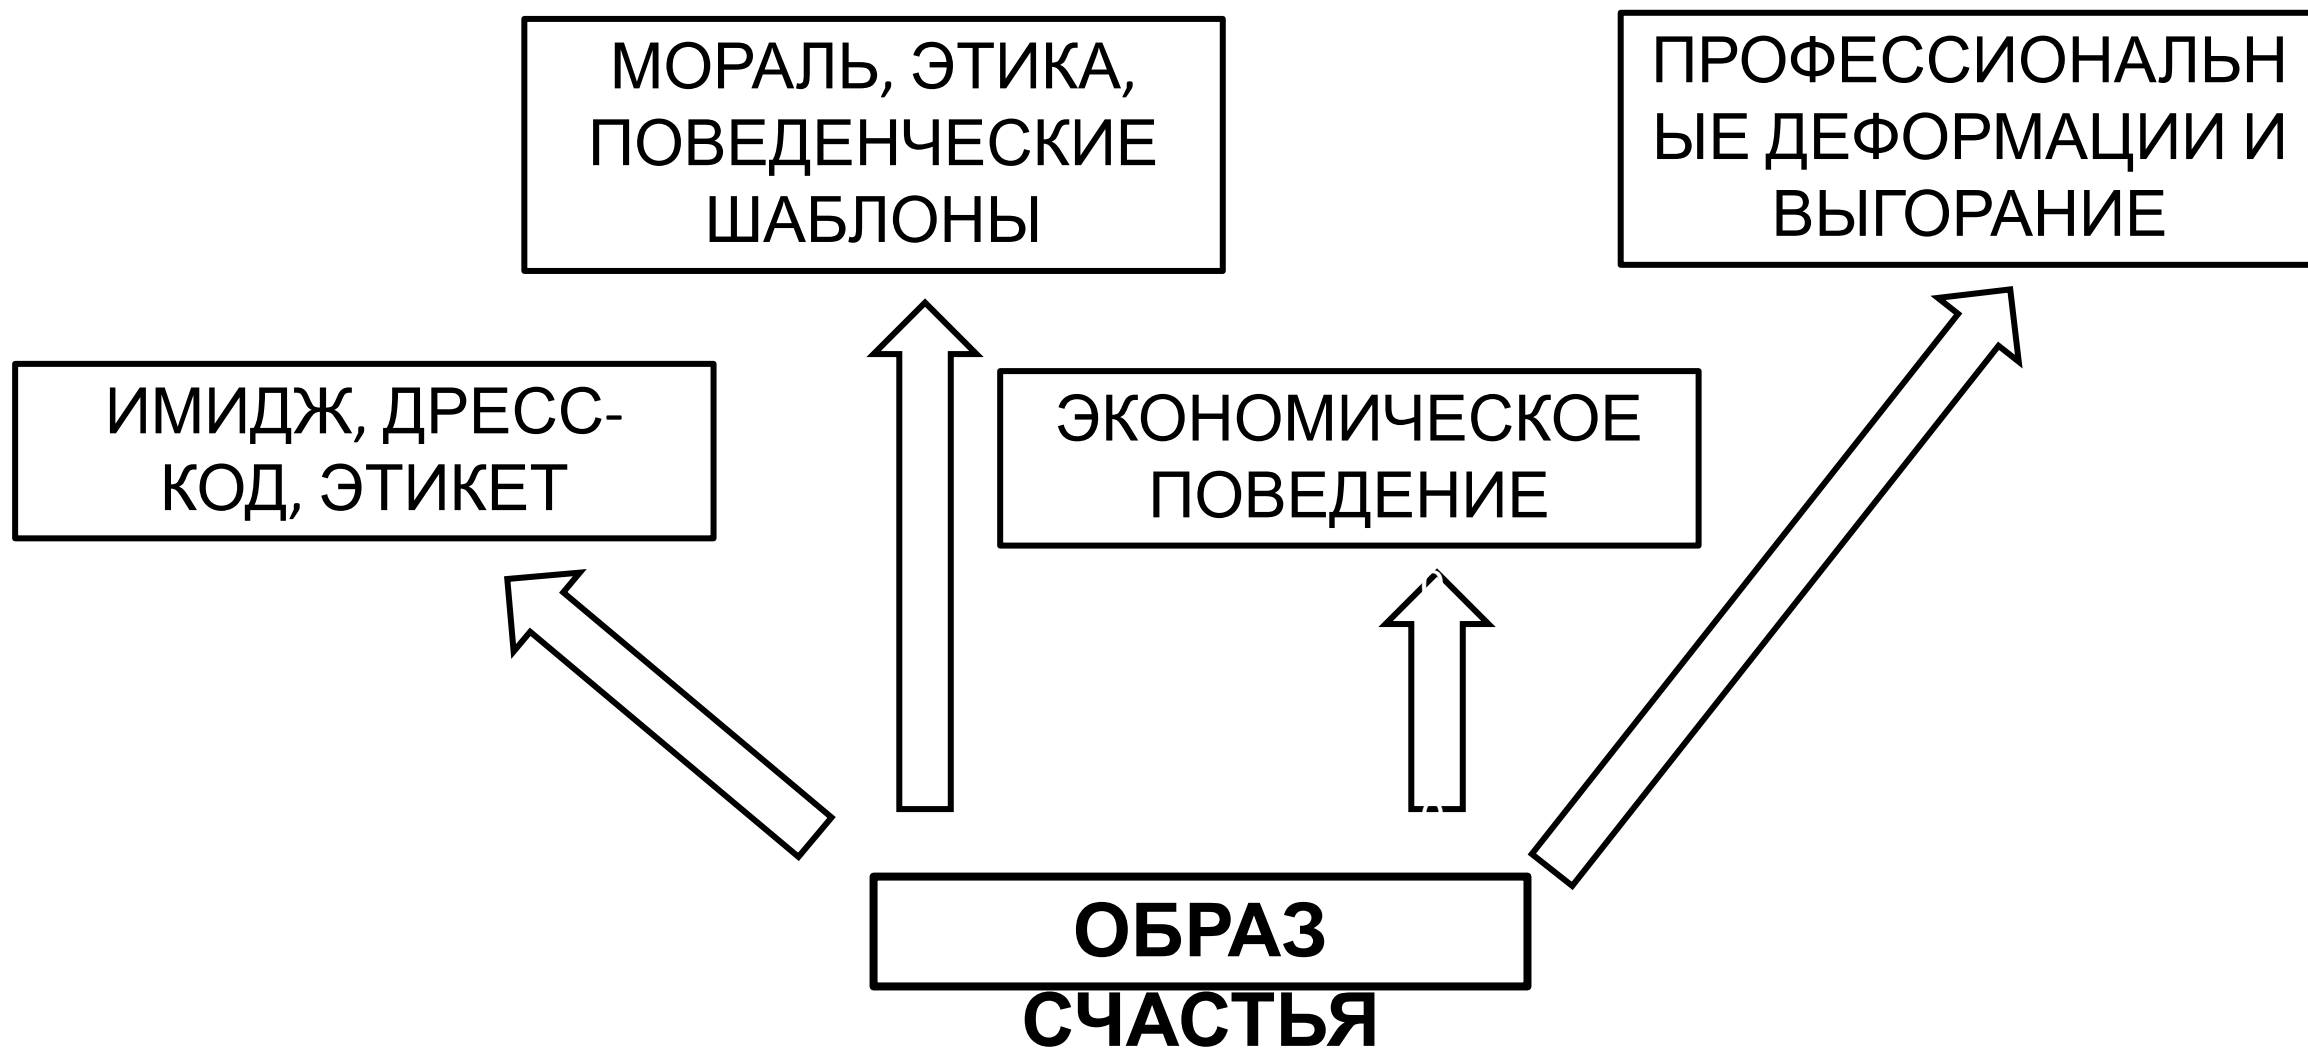 МОРАЛЬ, ЭТИКА,
ПОВЕДЕНЧЕСКИЕ
ШАБЛОНЫ
ПРОФЕССИОНАЛЬН
ЫЕ ДЕФОРМАЦИИ И
ВЫГОРАНИЕ
ИМИДЖ, ДРЕСС-
КОД, ЭТИКЕТ
ЭКОНОМИЧЕСКОЕ
ПОВЕДЕНИЕ
ОБРАЗ
СЧАСТЬЯ